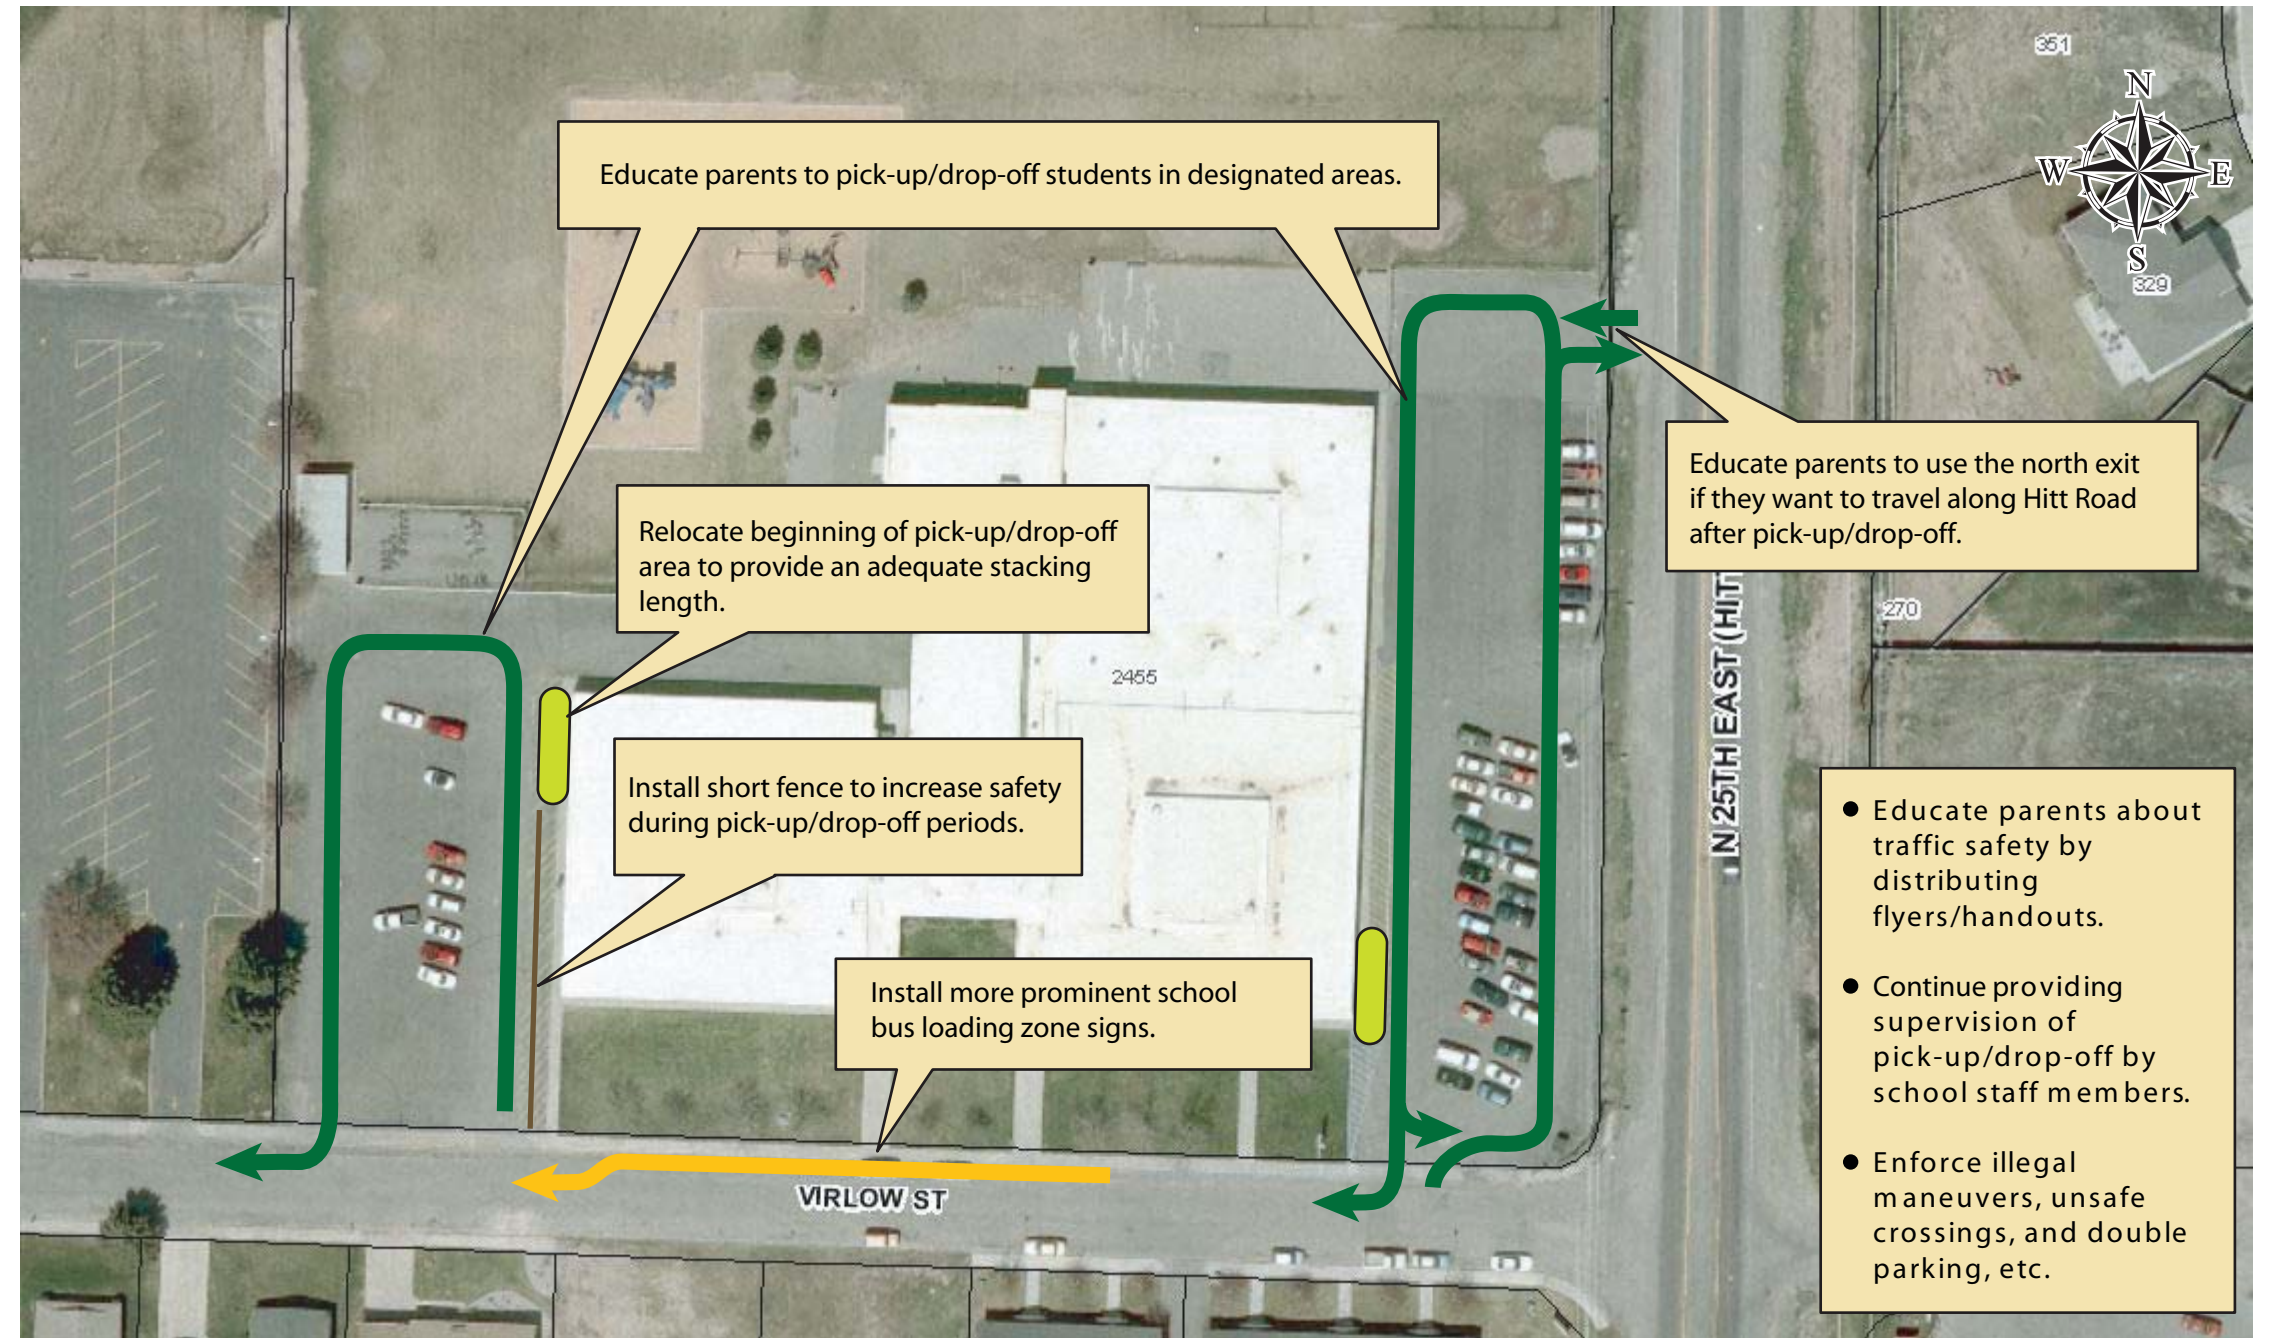 351
N
W E
S
329
Educate parents to pick-up/drop-off students in designated areas.
Educate parents to use the north exit
if they want to travel along Hitt Road
after pick-up/drop-off.
Relocate beginning of pick-up/drop-off
area to provide an adequate stacking
length.
270
2455
N 25TH EAST (HIT
Install short fence to increase safety
during pick-up/drop-off periods.
Install more prominent school
bus loading zone signs.
VIRLOW ST
● Educate parents about
traffic safety by
distributing
flyers/handouts.
● Continue providing
supervision of
pick-up/drop-off by
school staff members.
● Enforce illegal
maneuvers, unsafe
crossings, and double
parking, etc.